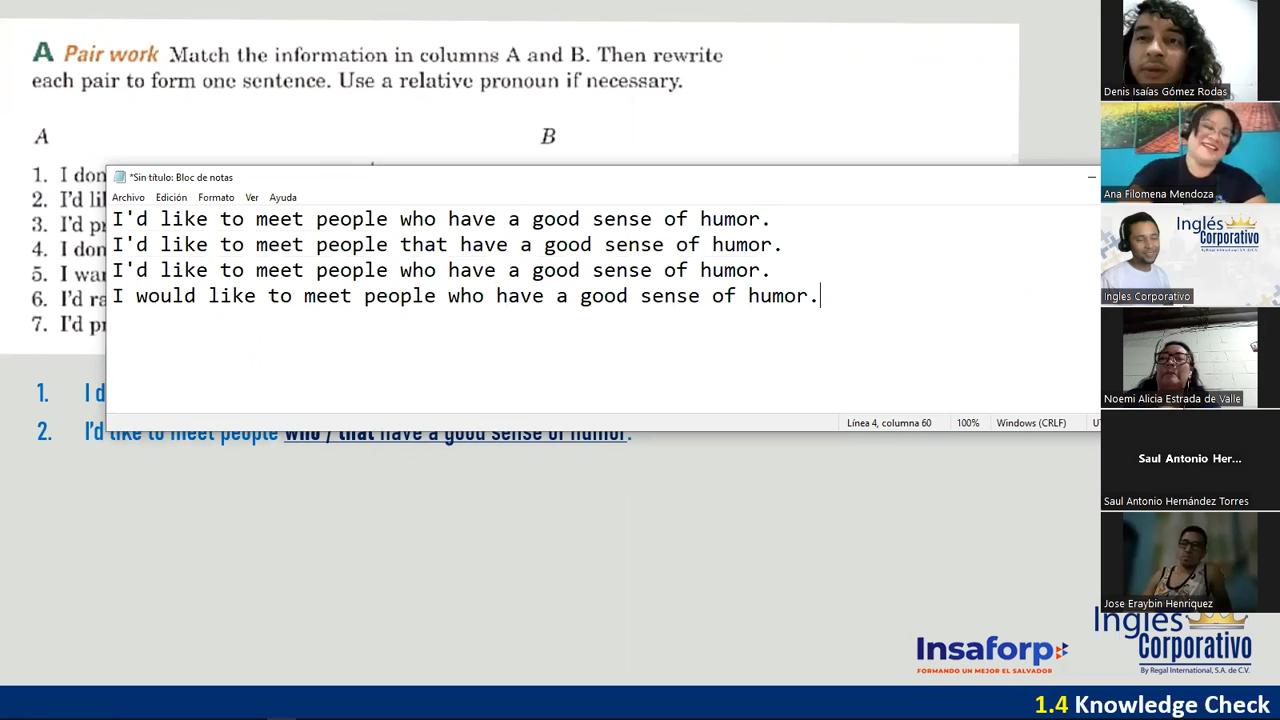 A Pair work Match the information in columns A and B. Then rewrite
each pair to form one sentence. Use a relative pronoun if necessary.
A B
1. I don
2. I'd lil
3. I'd pr
4. I don
5. I wan
6. I'd ra
7. I'd pr
*Sin título: Bloc de notas
Archivo Edición Formato Ver Ayuda
I'd like to meet people who have a good sense of humor.
I'd like to meet people that have a good sense of humor.
I'd like to meet people who have a good sense of humor.
I would like to meet people who have a good sense of humor.
Línea 4, columna 60 100% Windows (CRLF) UT
1. I d
2. I'd like to meet people who / that have a good sense of humor.
Denis Isaías Gómez Rodas
Ana Filomena Mendoza
Inglés
Corporativo
Ingles Corporativo
Noemi Alicia Estrada de Valle
Saul Antonio Her...
Saul Antonio Hernández Torres
Jose Eraybin Henriquez
Insaforp
FORMANDO UN MEJOR EL SALVADOR
Inglés
Corporativo
By Regal International, S.A. de C.V.
1.4 Knowledge Check